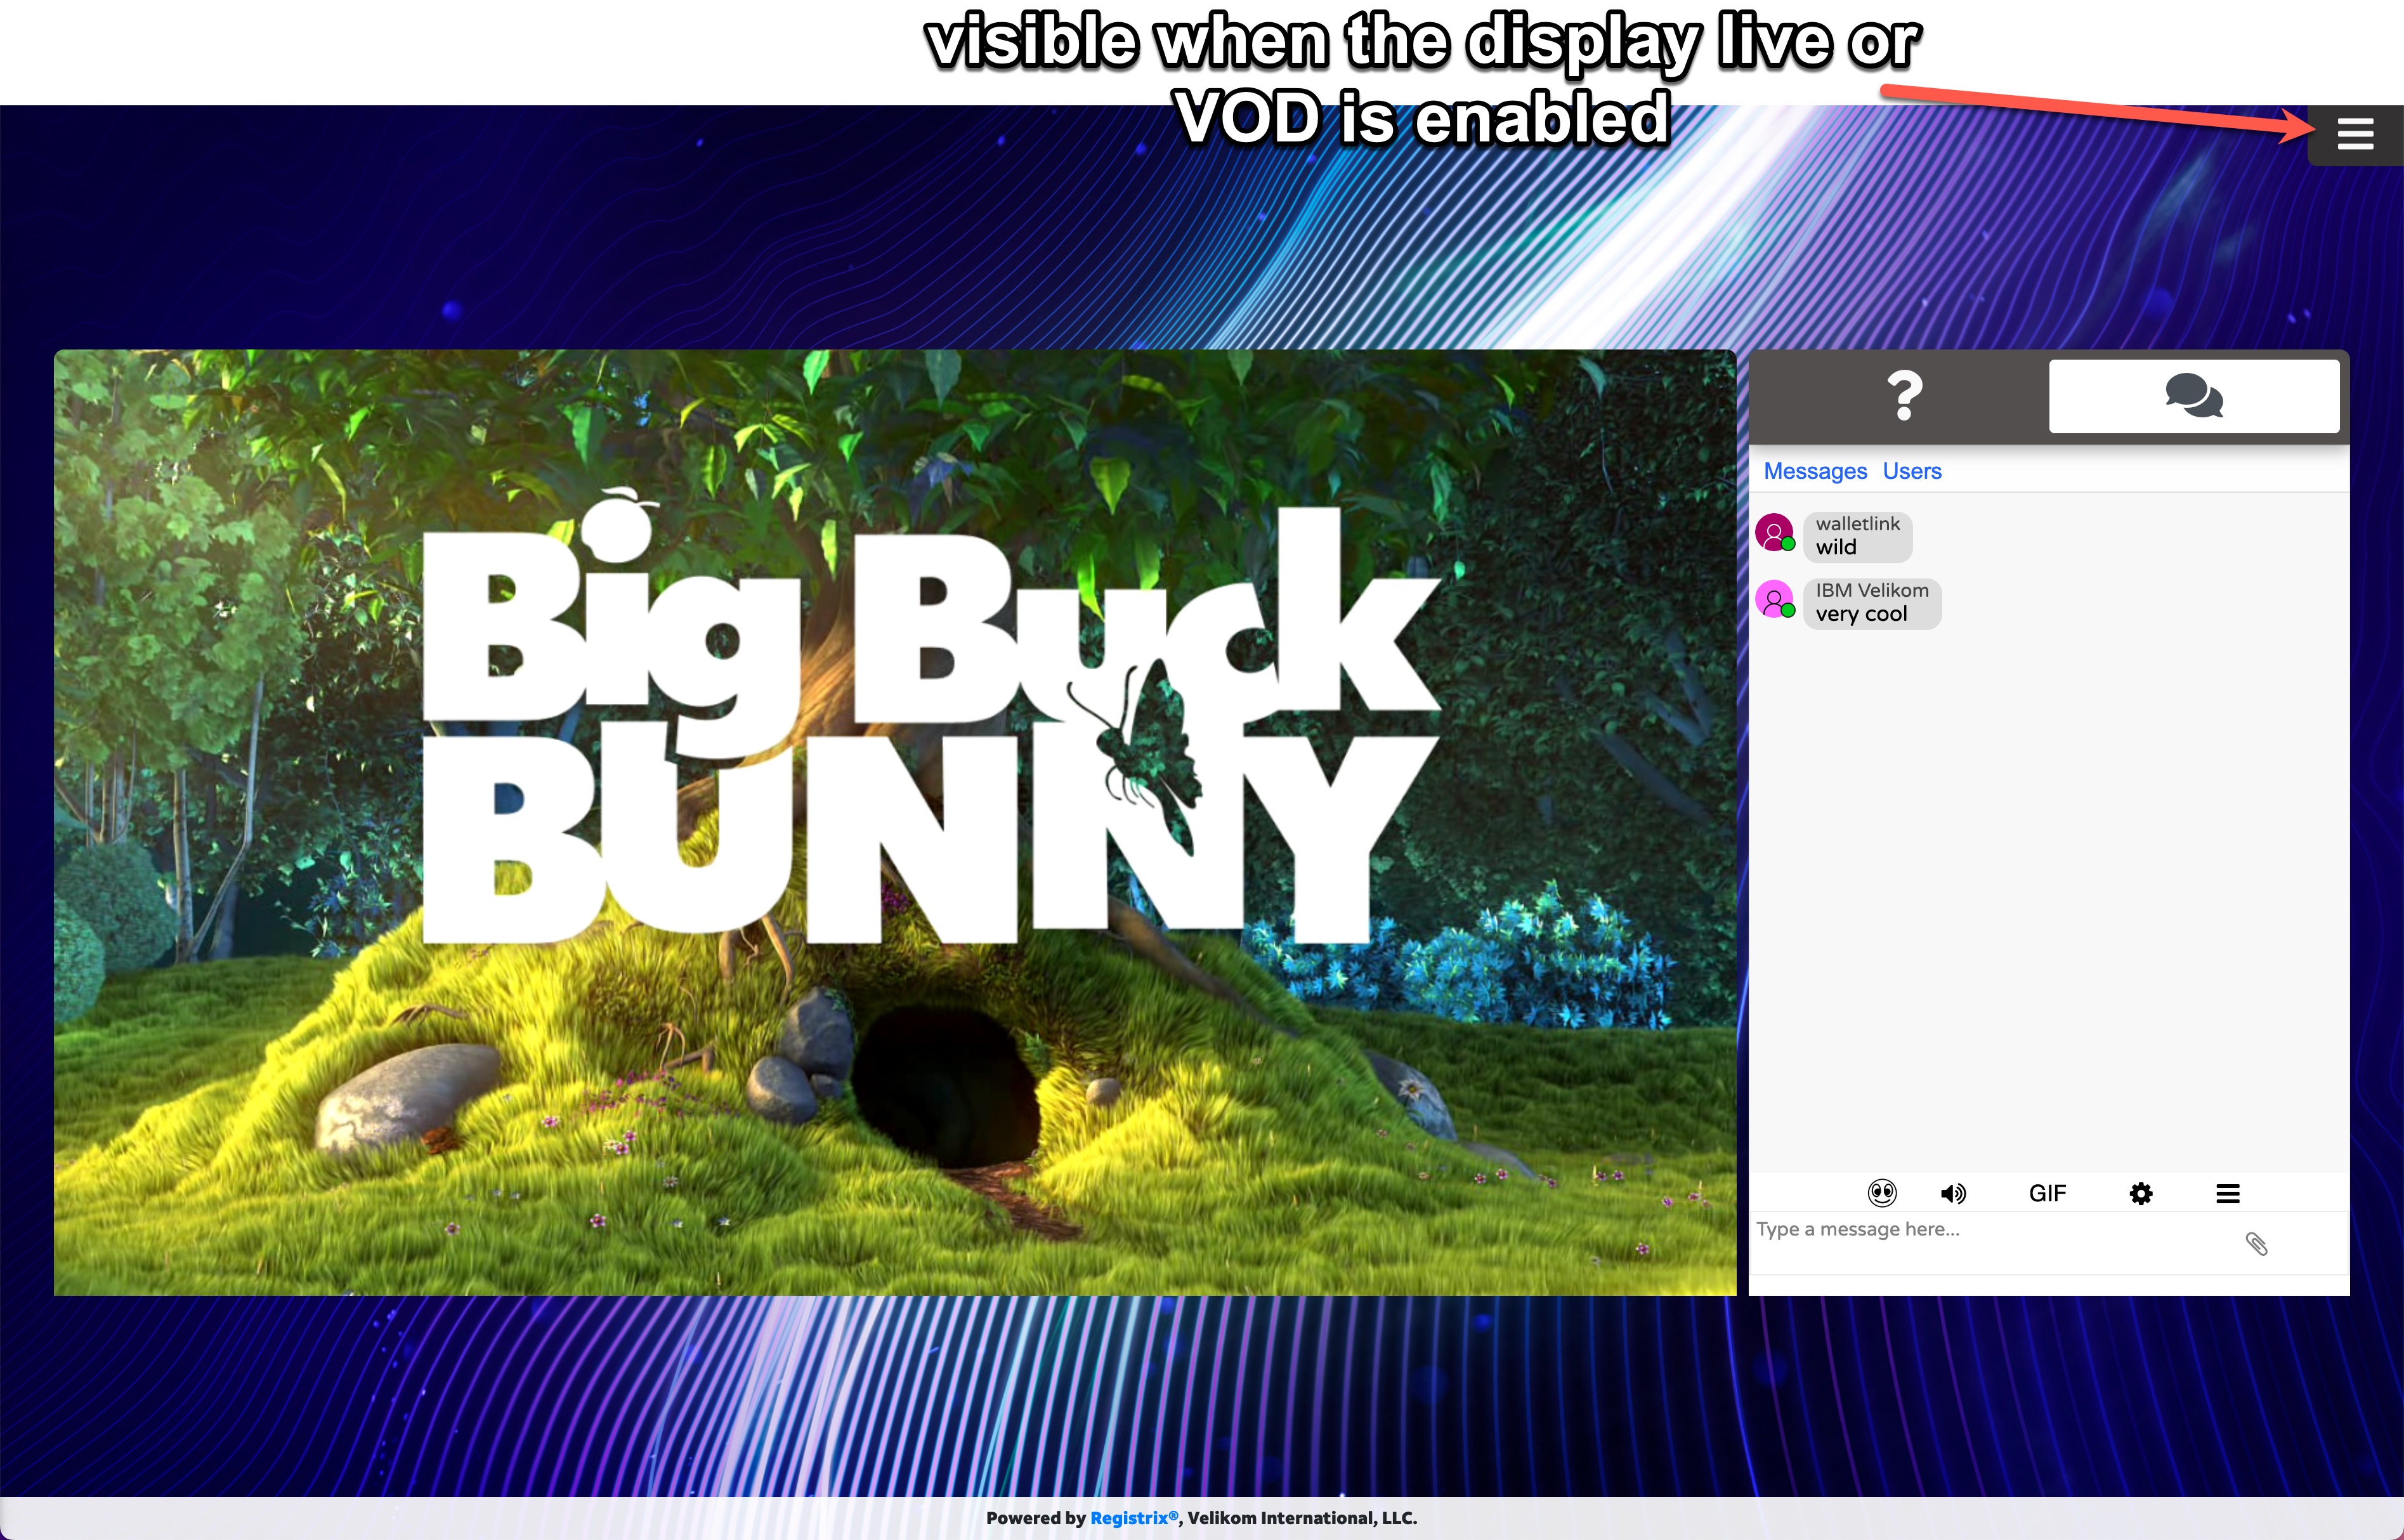 visible when the display live or
VOD is enabled
Big Buck
BUNNY
?
Messages Users
walletlink
wild
IBM Velikom
very cool
GIF
Type a message here...
Powered by Registrix®, Velikom International, LLC.